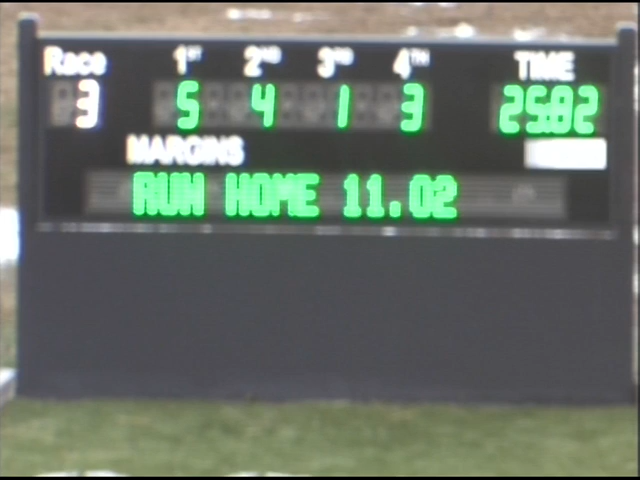 Race 1ST 2ND 3RD 4TH TIME
3 5 4 1 3 25.82
MARGINS
RUN HOME 11.02